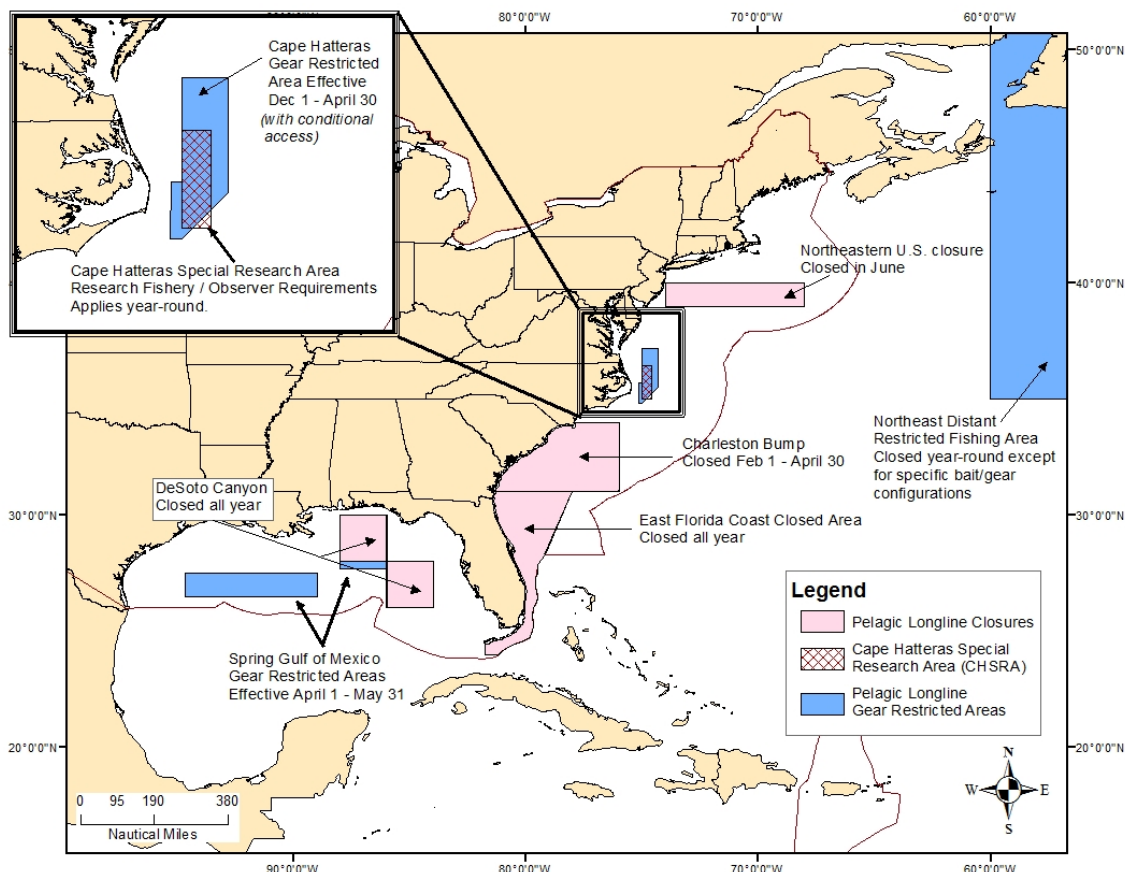 80°0'0"W
70°0'0"W
60°0'0"W
50°0'0"N
Cape Hatteras
Gear Restricted
Area Effective
Dec 1 - April 30
(with conditional
access)
Cape Hatteras Special Research Area
Research Fishery / Observer Requirements
Applies year-round.
Northeastern U.S. closure
Closed in June
40°0'0"N
Northeast Distant
Restricted Fishing Area
Closed year-round except
for specific bait/gear
configurations
Charleston Bump
Closed Feb 1 - April 30
DeSoto Canyon
Closed all year
30°0'0"N
30°0'0"N
East Florida Coast Closed Area
Closed all year
Spring Gulf of Mexico
Gear Restricted Areas
Effective April 1 - May 31
Legend
Pelagic Longline Closures
Cape Hatteras Special
Research Area (CHSRA)
Pelagic Longline
Gear Restricted Areas
20°0'0"N
20°0'0"N
N
W
E
S
0 95 190 380
Nautical Miles
90°0'0"W
80°0'0"W
70°0'0"W
60°0'0"W